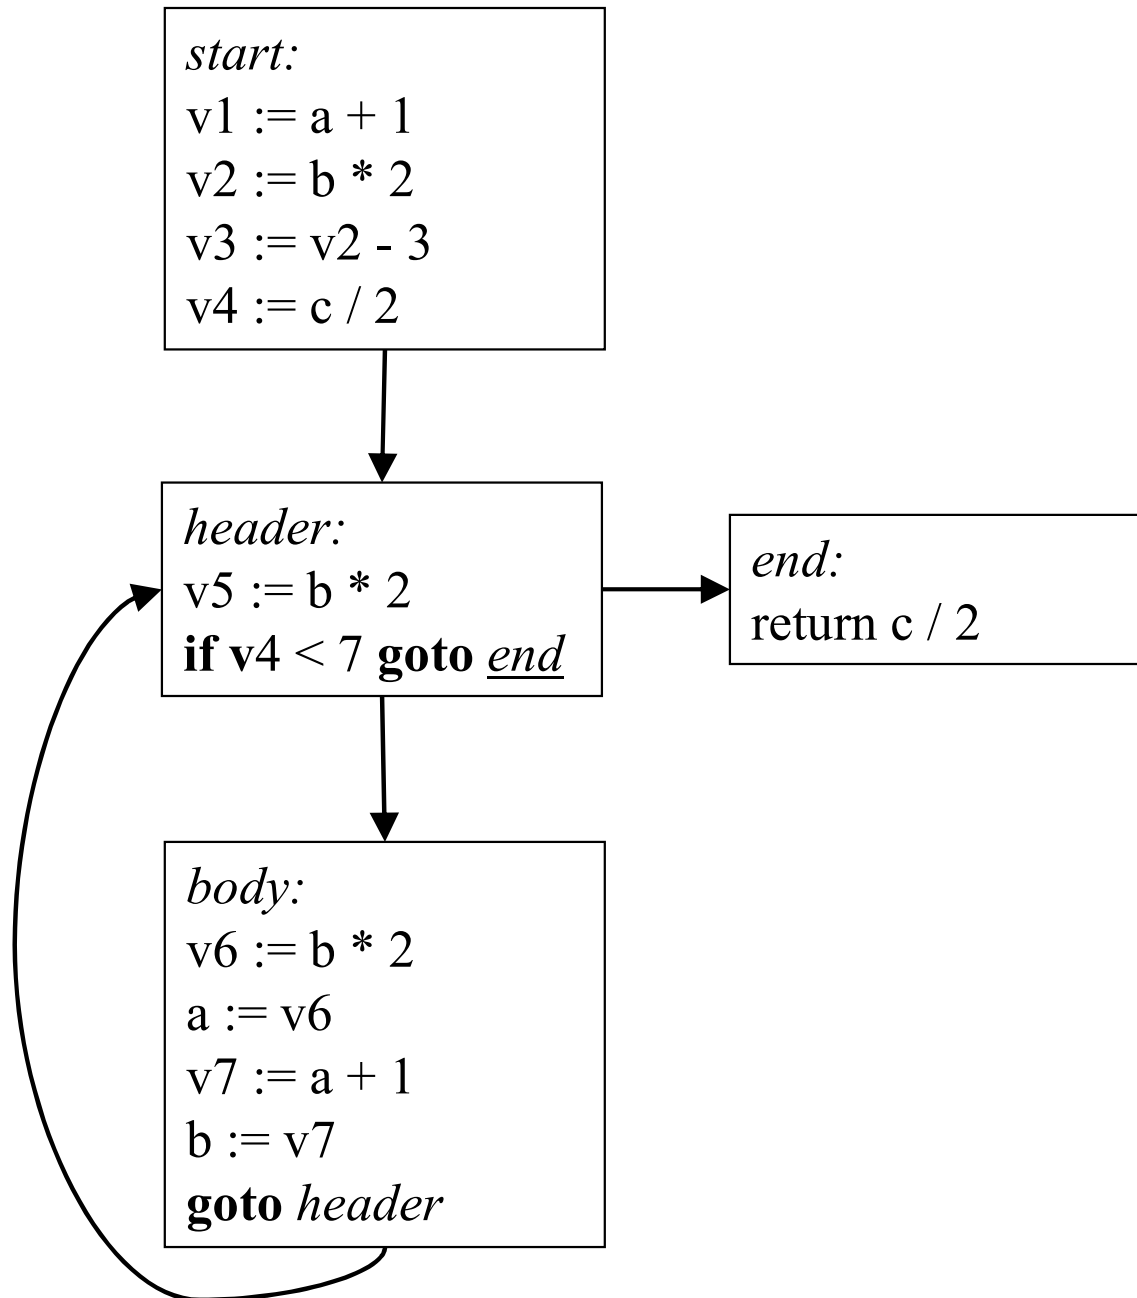 start:
v1 := a + 1
v2 := b * 2
v3 := v2 - 3
v4 := c / 2
header:
v5 := b * 2
if v4 < 7 goto end
end:
return c / 2
body:
v6 := b * 2
a := v6
v7 := a + 1
b := v7
goto header